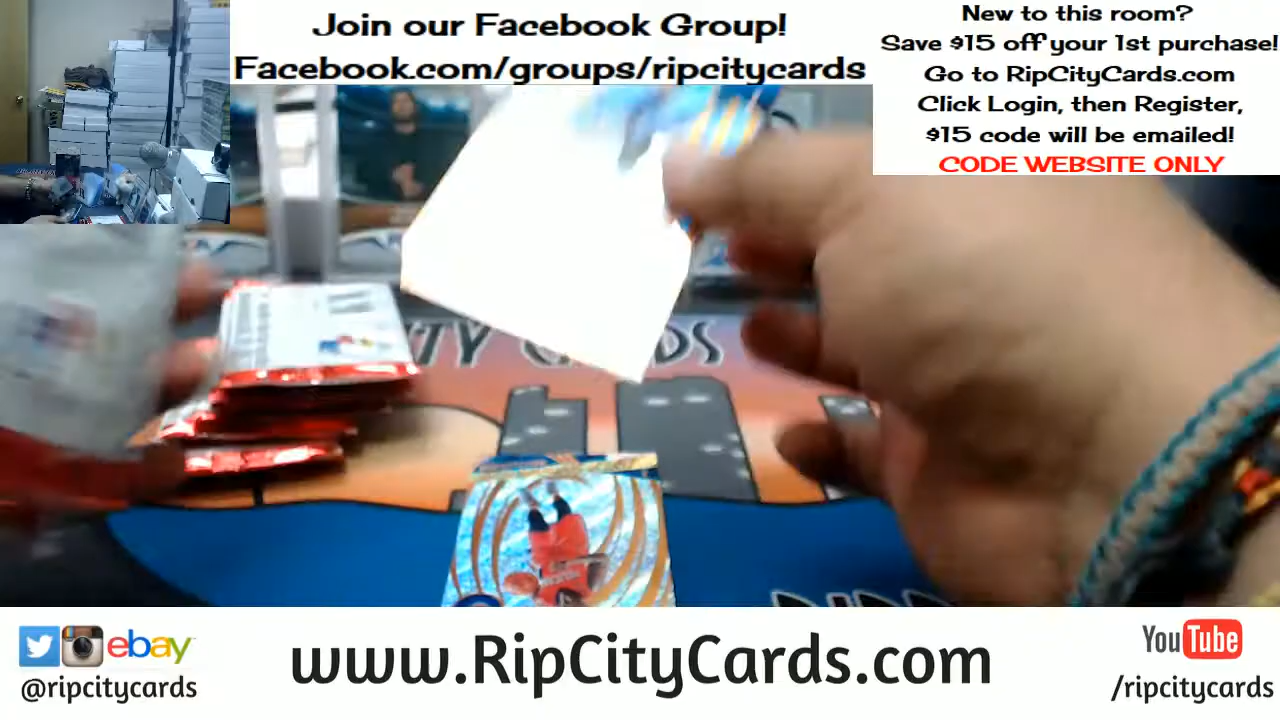 Join our Facebook Group!
Facebook.com/groups/ripcitycards
New to this room?
Save $15 off your 1st purchase!
Go to RipCityCards.com
Click Login, then Register,
$15 code will be emailed!
CODE WEBSITE ONLY
CITY CARDS
ebay
@ripcitycards
www.RipCityCards.com
YouTube
/ripcitycards